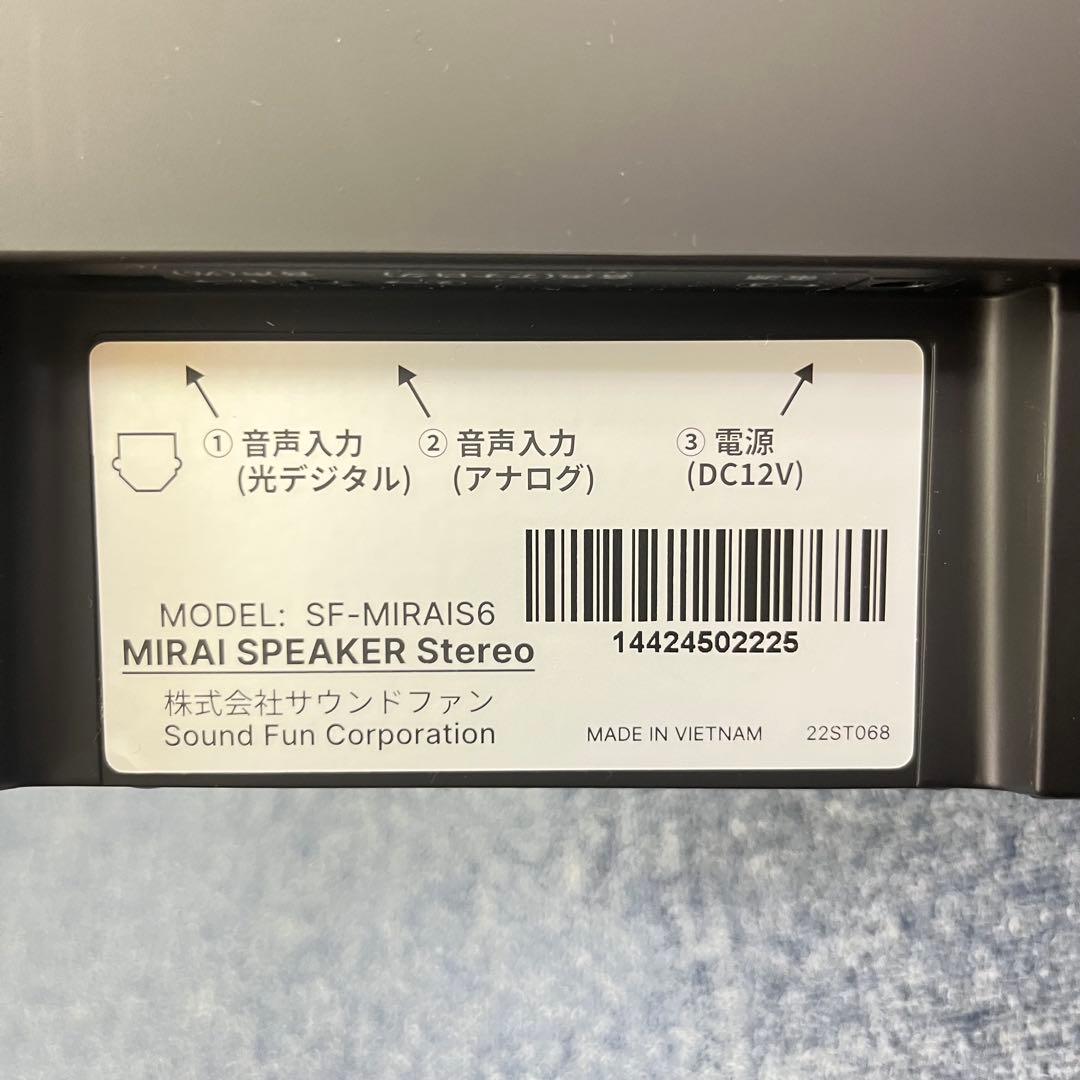 ① 音声入力
(光デジタル)
② 音声入力
(アナログ)
③ 電源
(DC12V)
14424502225
MODEL: SF-MIRAIS6
MIRAI SPEAKER Stereo
株式会社サウンドファン
Sound Fun Corporation
MADE IN VIETNAM 22ST068